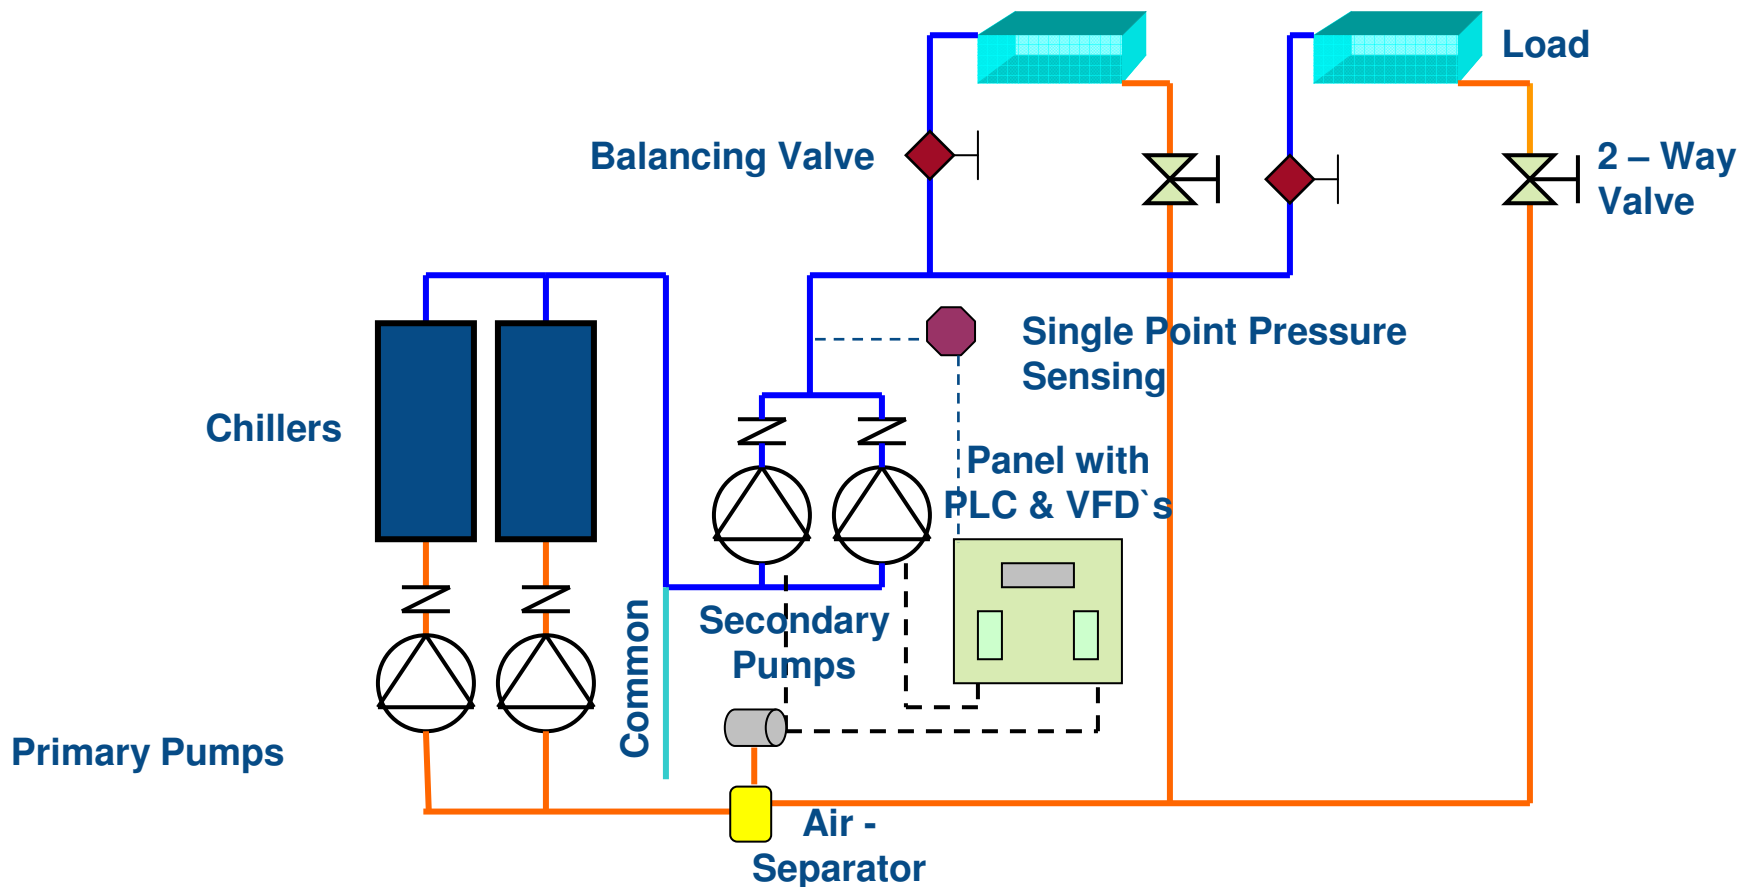 Load
Balancing Valve
2 – Way
Valve
Single Point Pressure
Sensing
Chillers
Panel with
PLC & VFD`s
Secondary
Pumps
Common
Primary Pumps
Air -
Separator